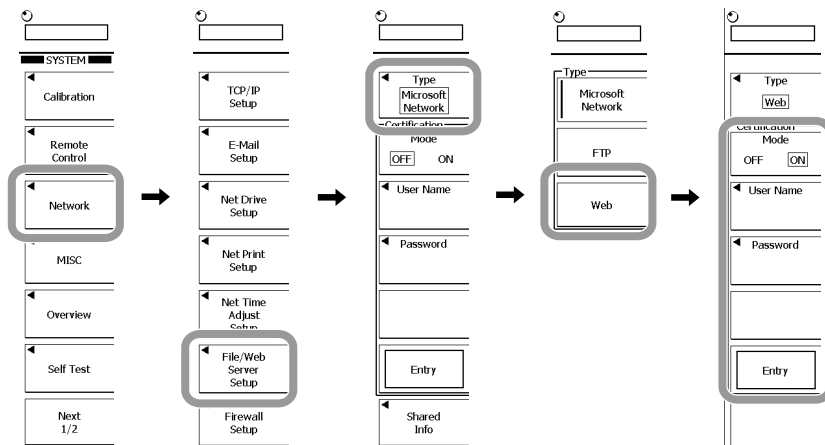 SYSTEM
Calibration
Remote
Control
Network
MISC
Overview
Self Test
Next
1/2
TCP/IP
Setup
E-Mail
Setup
Net Drive
Setup
Net Print
Setup
Net Time
Adjust
Setup
File/Web
Server
Setup
Firewall
Setup
Type
Microsoft
Network
Certification
Mode
OFF ON
User Name
Password
Entry
Shared
Info
Type
Microsoft
Network
FTP
Web
Type
Web
Certification
Mode
OFF ON
User Name
Password
Entry